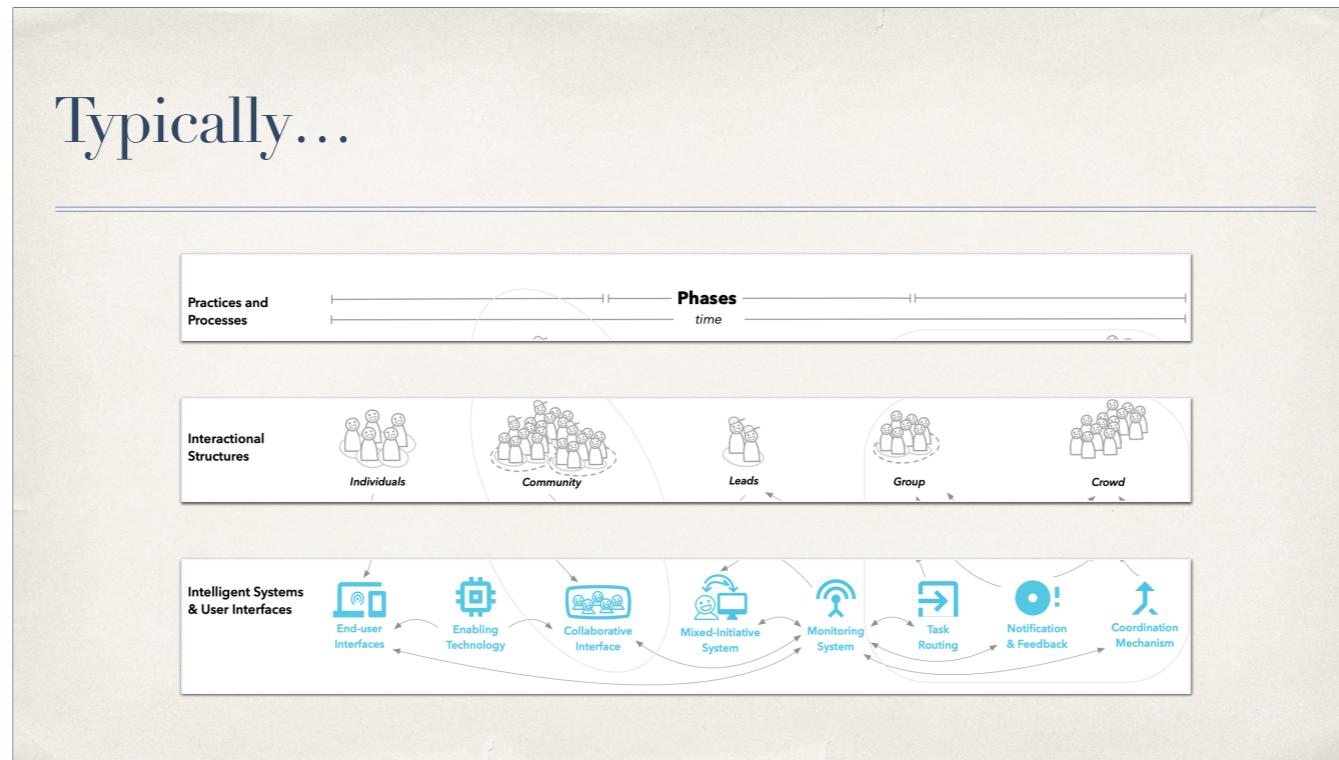 Typically…
Practices and
Processes
Phases
time
Interactional
Structures
Individuals
Community
Leads
Group
Crowd
Intelligent Systems
& User Interfaces
End-user
Interfaces
Enabling
Technology
Collaborative
Interface
Mixed-Initiative
System
Monitoring
System
Task
Routing
Notification
& Feedback
Coordination
Mechanism